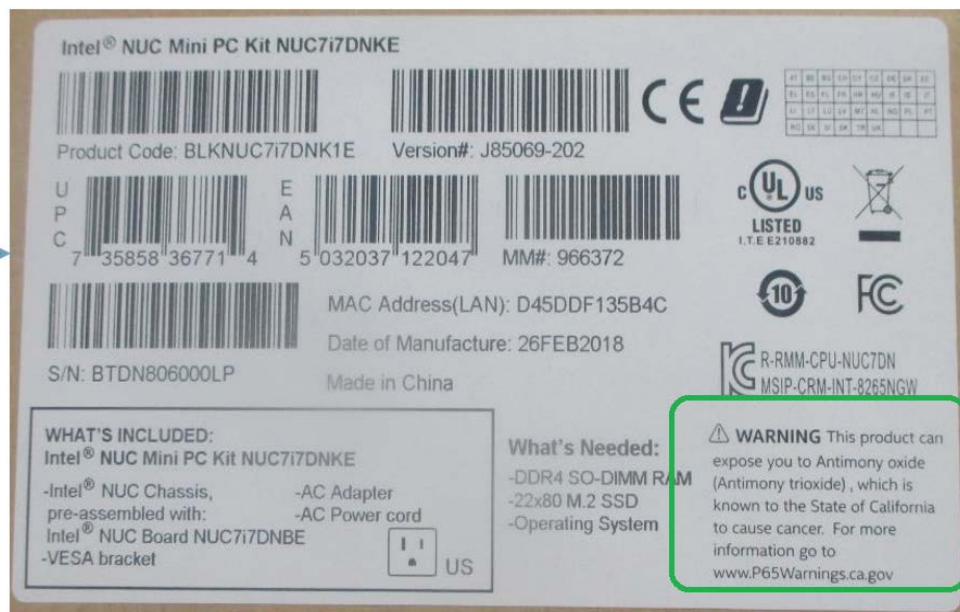 Intel® NUC Mini PC Kit NUC7i7DNKE
Product Code: BLKNUC7i7DNK1E
Version#: J85069-202
CE
UPC
7 35858 36771 4
EAN
5 032037 122047
MM#: 966372
C UL US
LISTED
I.T.E E210882
S/N: BTDN806000LP
MAC Address(LAN): D45DDF135B4C
Date of Manufacture: 26FEB2018
Made in China
10
FC
R-RMM-CPU-NUC7DN
MSIP-CRM-INT-8265NGW
WHAT'S INCLUDED:
Intel® NUC Mini PC Kit NUC7i7DNKE
-Intel® NUC Chassis,
pre-assembled with:
Intel® NUC Board NUC7i7DNBE
-VESA bracket
-AC Adapter
-AC Power cord
US
What's Needed:
-DDR4 SO-DIMM RAM
-22x80 M.2 SSD
-Operating System
⚠ WARNING This product can
expose you to Antimony oxide
(Antimony trioxide) , which is
known to the State of California
to cause cancer. For more
information go to
www.P65Warnings.ca.gov